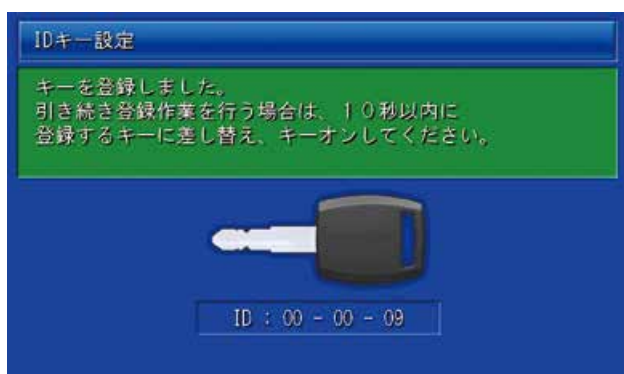 IDキー設定
キーを登録しました。
引き続き登録作業を行う場合は、１０秒以内に
登録するキーに差し替え、キーオンしてください。
ID : 00 - 00 - 09